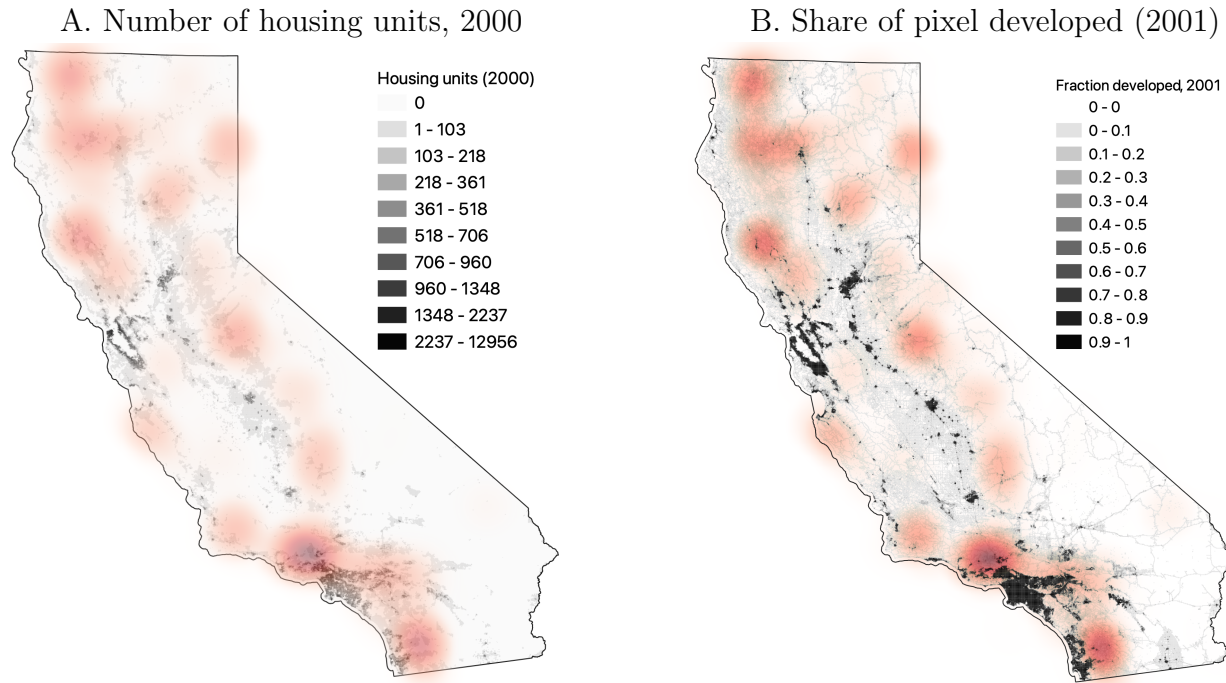 A. Number of housing units, 2000
Housing units (2000)
0
1 - 103
103 - 218
218 - 361
361 - 518
518 - 706
706 - 960
960 - 1348
1348 - 2237
2237 - 12956
B. Share of pixel developed (2001)
Fraction developed, 2001
0 - 0
0 - 0.1
0.1 - 0.2
0.2 - 0.3
0.3 - 0.4
0.4 - 0.5
0.5 - 0.6
0.6 - 0.7
0.7 - 0.8
0.8 - 0.9
0.9 - 1